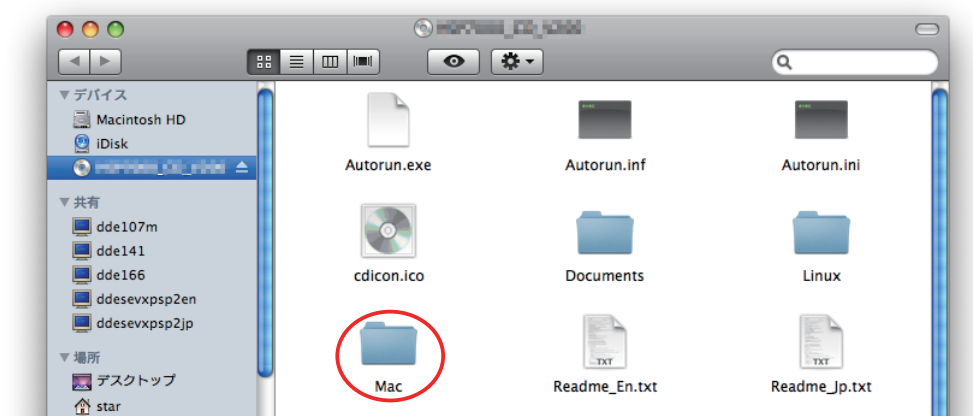 デバイス
Macintosh HD
iDisk
共有
dde107m
dde141
dde166
ddesevxpsp2en
ddesevxpsp2jp
場所
デスクトップ
star
Autorun.exe
Autorun.inf
Autorun.ini
cdicon.ico
Documents
Linux
Mac
TXT
Readme_En.txt
TXT
Readme_Jp.txt